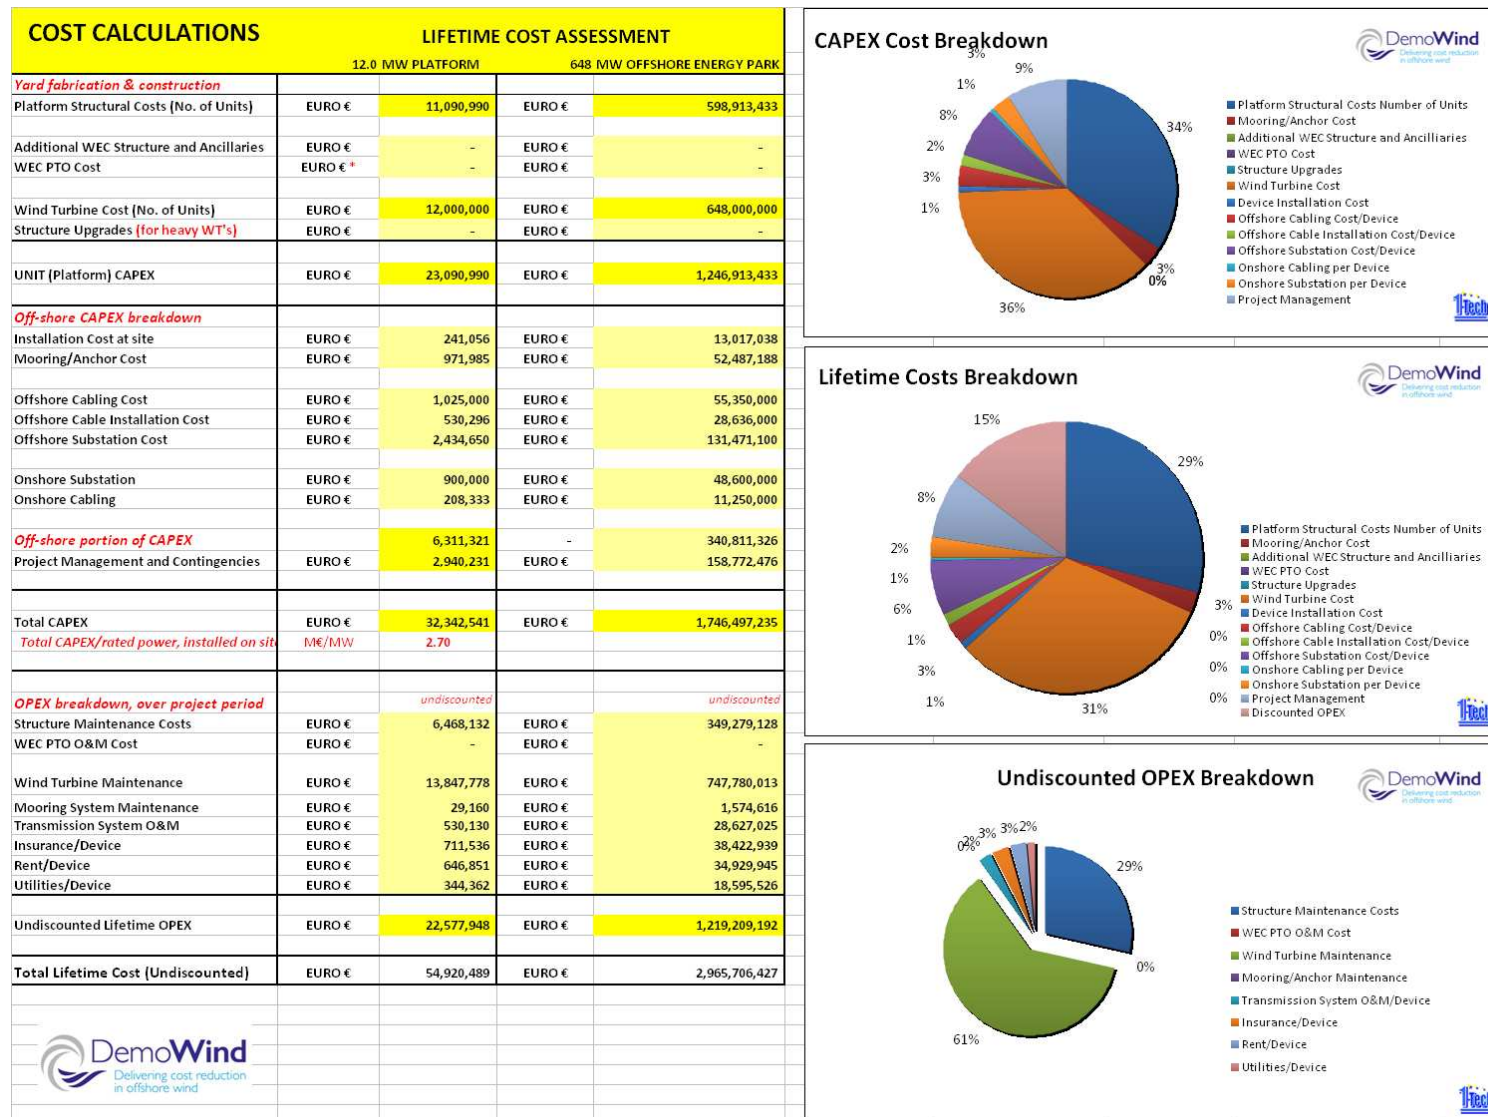 COST CALCULATIONS
LIFETIME COST ASSESSMENT
12.0 MW PLATFORM 648 MW OFFSHORE ENERGY PARK
Yard fabrication & construction
Platform Structural Costs (No. of Units) EURO € 11,090,990 EURO € 598,913,433
Additional WEC Structure and Ancillaries EURO € - EURO € -
WEC PTO Cost EURO € * - EURO € -
Wind Turbine Cost (No. of Units) EURO € 12,000,000 EURO € 648,000,000
Structure Upgrades (for heavy WT's) EURO € - EURO € -
UNIT (Platform) CAPEX EURO € 23,090,990 EURO € 1,246,913,433
Off-shore CAPEX breakdown
Installation Cost at site EURO € 241,056 EURO € 13,017,038
Mooring/Anchor Cost EURO € 971,985 EURO € 52,487,188
Offshore Cabling Cost EURO € 1,025,000 EURO € 55,350,000
Offshore Cable Installation Cost EURO € 530,296 EURO € 28,636,000
Offshore Substation Cost EURO € 2,434,650 EURO € 131,471,100
Onshore Substation EURO € 900,000 EURO € 48,600,000
Onshore Cabling EURO € 208,333 EURO € 11,250,000
Off-shore portion of CAPEX 6,311,321 - 340,811,326
Project Management and Contingencies EURO € 2,940,231 EURO € 158,772,476
Total CAPEX EURO € 32,342,541 EURO € 1,746,497,235
Total CAPEX/rated power, installed on sit M€/MW 2.70
OPEX breakdown, over project period undiscounted undiscounted
Structure Maintenance Costs EURO € 6,468,132 EURO € 349,279,128
WEC PTO O&M Cost EURO € - EURO € -
Wind Turbine Maintenance EURO € 13,847,778 EURO € 747,780,013
Mooring System Maintenance EURO € 29,160 EURO € 1,574,616
Transmission System O&M EURO € 530,130 EURO € 28,627,025
Insurance/Device EURO € 711,536 EURO € 38,422,939
Rent/Device EURO € 646,851 EURO € 34,929,945
Utilities/Device EURO € 344,362 EURO € 18,595,526
Undiscounted Lifetime OPEX EURO € 22,577,948 EURO € 1,219,209,192
Total Lifetime Cost (Undiscounted) EURO € 54,920,489 EURO € 2,965,706,427
DemoWind
Delivering cost reduction
in offshore wind
CAPEX Cost Breakdown
DemoWind
Delivering cost reduction
in offshore wind
3%
9%
1%
8%
2%
3%
1%
34%
3%
0%
36%
Platform Structural Costs Number of Units
Mooring/Anchor Cost
Additional WEC Structure and Ancilliaries
WEC PTO Cost
Structure Upgrades
Wind Turbine Cost
Device Installation Cost
Offshore Cabling Cost/Device
Offshore Cable Installation Cost/Device
Offshore Substation Cost/Device
Onshore Cabling per Device
Onshore Substation per Device
Project Management
Lifetime Costs Breakdown
DemoWind
Delivering cost reduction
in offshore wind
15%
29%
8%
2%
1%
6%
1%
3%
1%
31%
3%
0%
0%
0%
0%
Platform Structural Costs Number of Units
Mooring/Anchor Cost
Additional WEC Structure and Ancilliaries
WEC PTO Cost
Structure Upgrades
Wind Turbine Cost
Device Installation Cost
Offshore Cabling Cost/Device
Offshore Cable Installation Cost/Device
Offshore Substation Cost/Device
Onshore Cabling per Device
Onshore Substation per Device
Project Management
Discounted OPEX
Undiscounted OPEX Breakdown
DemoWind
Delivering cost reduction
in offshore wind
0%
2%
3%
3%
2%
29%
0%
61%
Structure Maintenance Costs
WEC PTO O&M Cost
Wind Turbine Maintenance
Mooring/Anchor Maintenance
Transmission System O&M/Device
Insurance/Device
Rent/Device
Utilities/Device